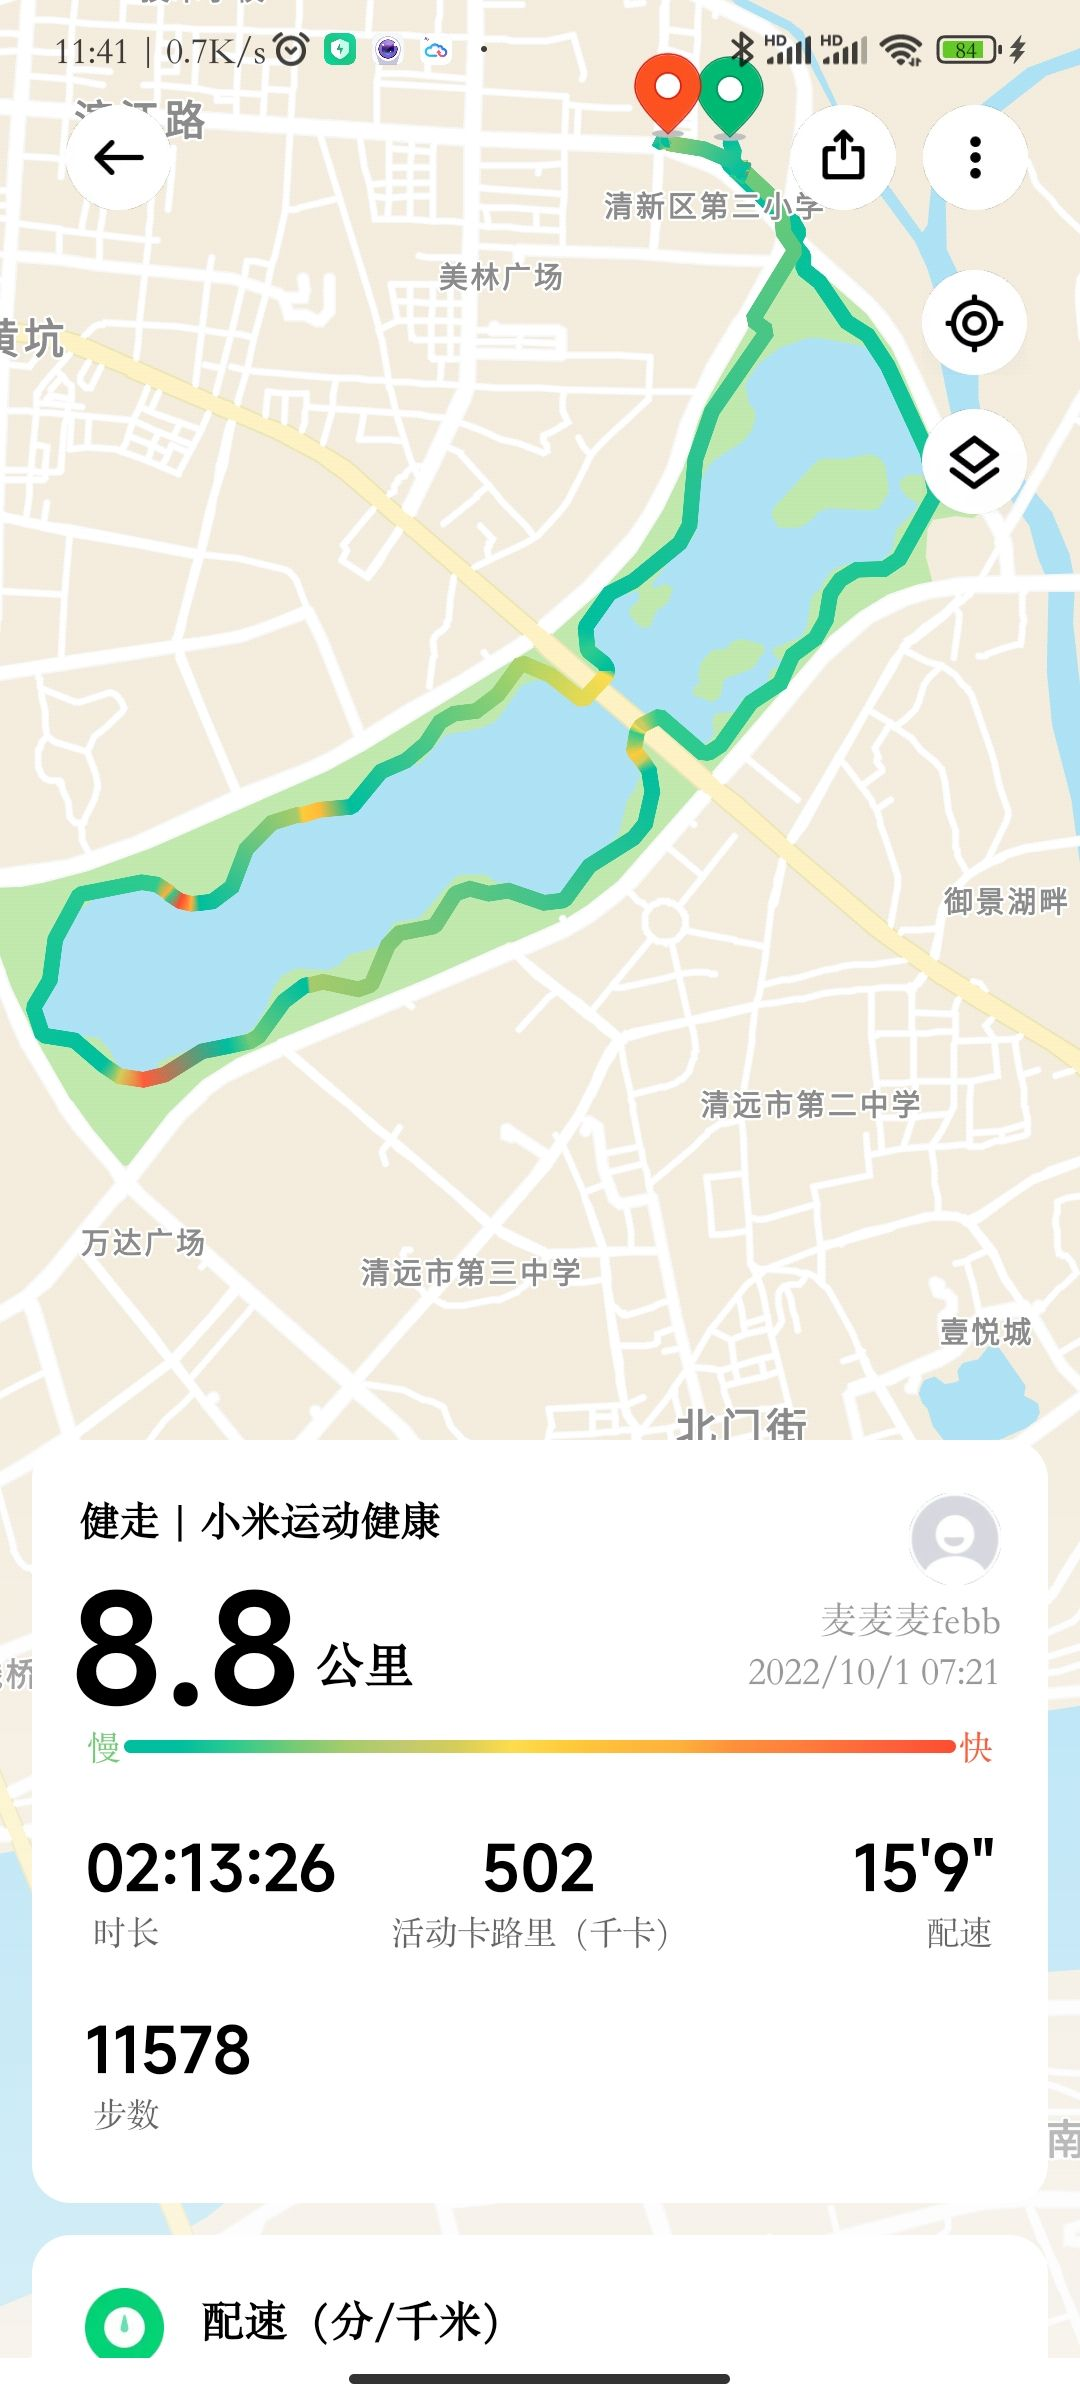 11:41 | 0.7K/s
HD HD 84
路
清新区第三小学
美林广场
黄坑
御景湖畔
清远市第二中学
万达广场
清远市第三中学
壹悦城
北门街
健走 | 小米运动健康
8.8 公里
麦麦麦febb
2022/10/1 07:21
桥
慢 快
02:13:26 502 15'9"
时长 活动卡路里（千卡） 配速
11578
步数
南
配速（分/千米）